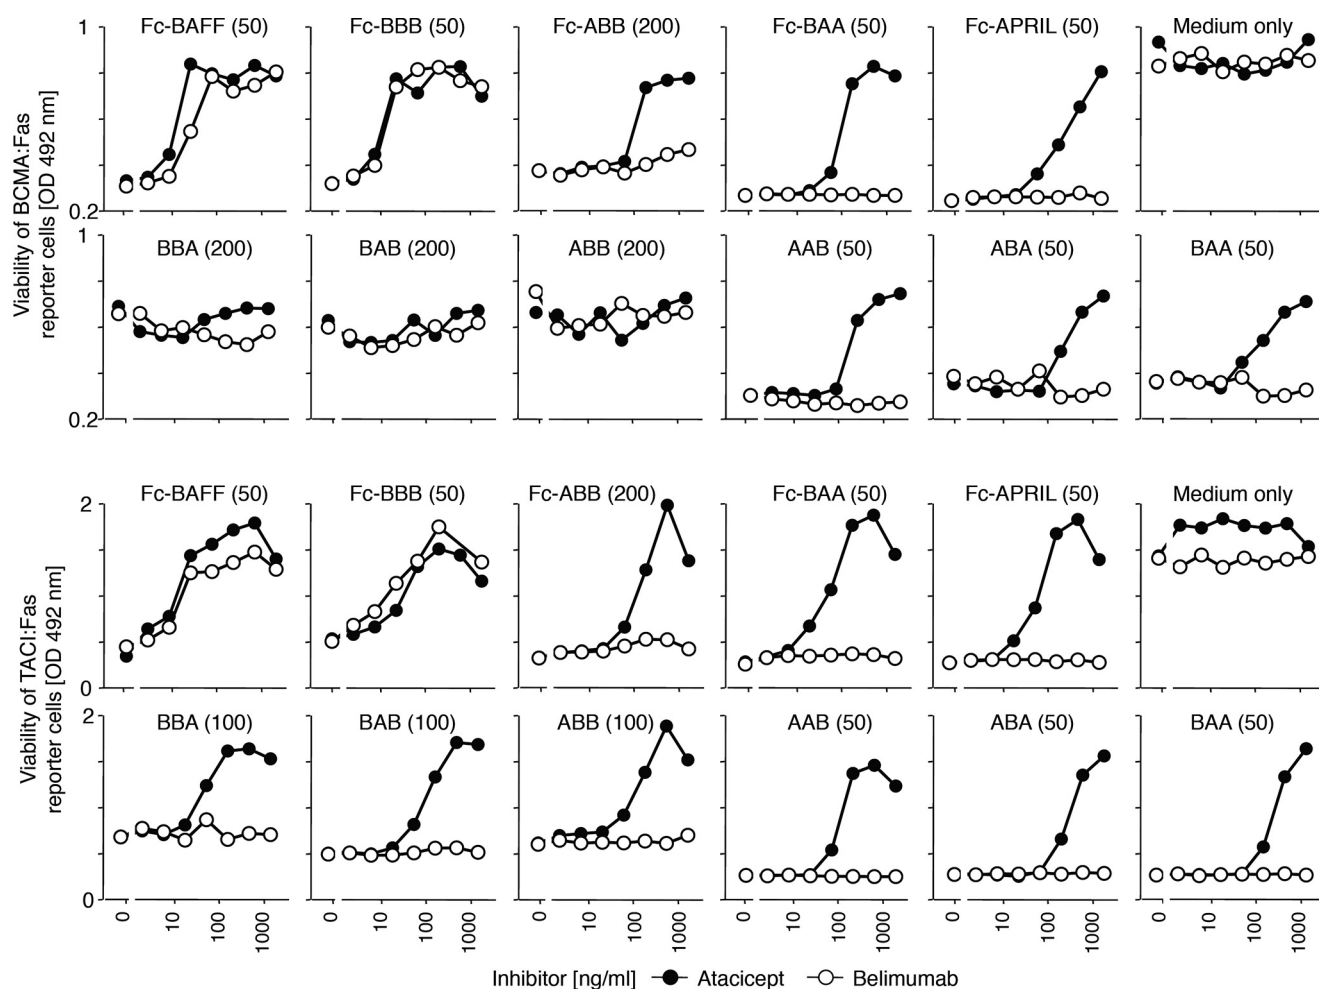 Fc-BAFF (50) Fc-BBB (50) Fc-ABB (200) Fc-BAA (50) Fc-APRIL (50) Medium only
1
0.2
Viability of BCMA:Fas
reporter cells [OD 492 nm]
BBA (200) BAB (200) ABB (200) AAB (50) ABA (50) BAA (50)
1
0.2
Fc-BAFF (50) Fc-BBB (50) Fc-ABB (200) Fc-BAA (50) Fc-APRIL (50) Medium only
2
1
0
Viability of TACI:Fas
reporter cells [OD 492 nm]
BBA (100) BAB (100) ABB (100) AAB (50) ABA (50) BAA (50)
2
1
0
0 10 100 1000 0 10 100 1000 0 10 100 1000 0 10 100 1000 0 10 100 1000 0 10 100 1000
Inhibitor [ng/ml] Atacicept Belimumab